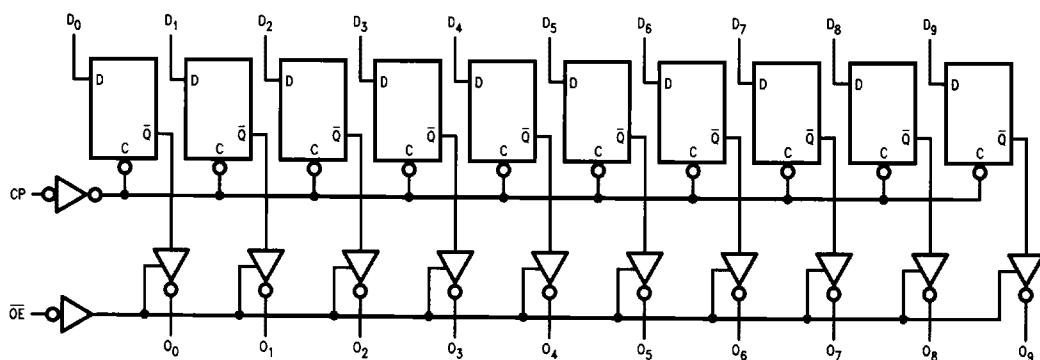 D0 D1 D2 D3 D4 D5 D6 D7 D8 D9
D D D D D D D D D D
Q̄ Q̄ Q̄ Q̄ Q̄ Q̄ Q̄ Q̄ Q̄ Q̄
C C C C C C C C C C
CP
O̅E̅
O0 O1 O2 O3 O4 O5 O6 O7 O8 O9